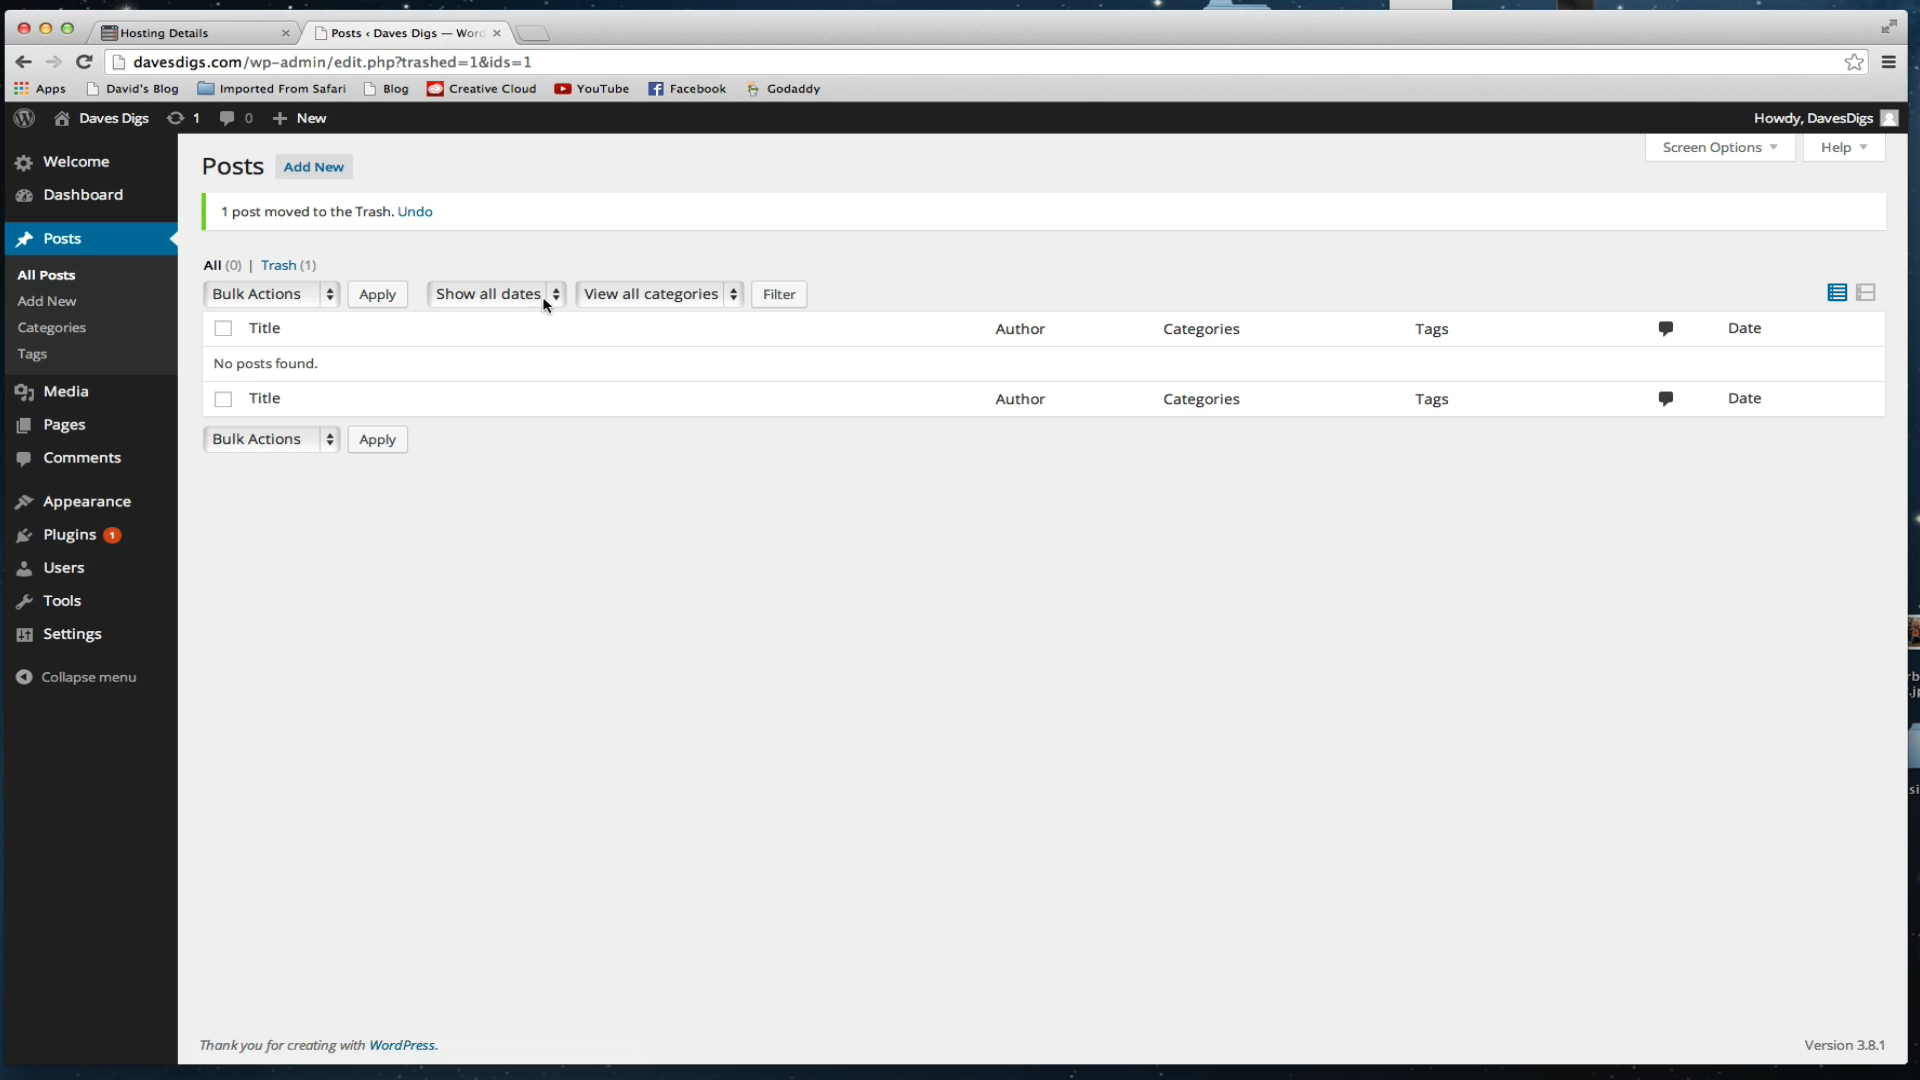 Hosting Details
Posts ‹ Daves Digs — Word
davesdigs.com/wp-admin/edit.php?trashed=1&ids=1
Apps David's Blog Imported From Safari Blog Creative Cloud YouTube Facebook Godaddy
Daves Digs 1 0 + New Howdy, DavesDigs
Screen Options Help
Welcome
Dashboard
Posts
All Posts
Add New
Categories
Tags
Media
Pages
Comments
Appearance
Plugins 1
Users
Tools
Settings
Collapse menu
Posts Add New
1 post moved to the Trash. Undo
All (0) | Trash (1)
Bulk Actions Apply Show all dates View all categories Filter
Title Author Categories Tags Date
No posts found.
Title Author Categories Tags Date
Bulk Actions Apply
Thank you for creating with WordPress. Version 3.8.1